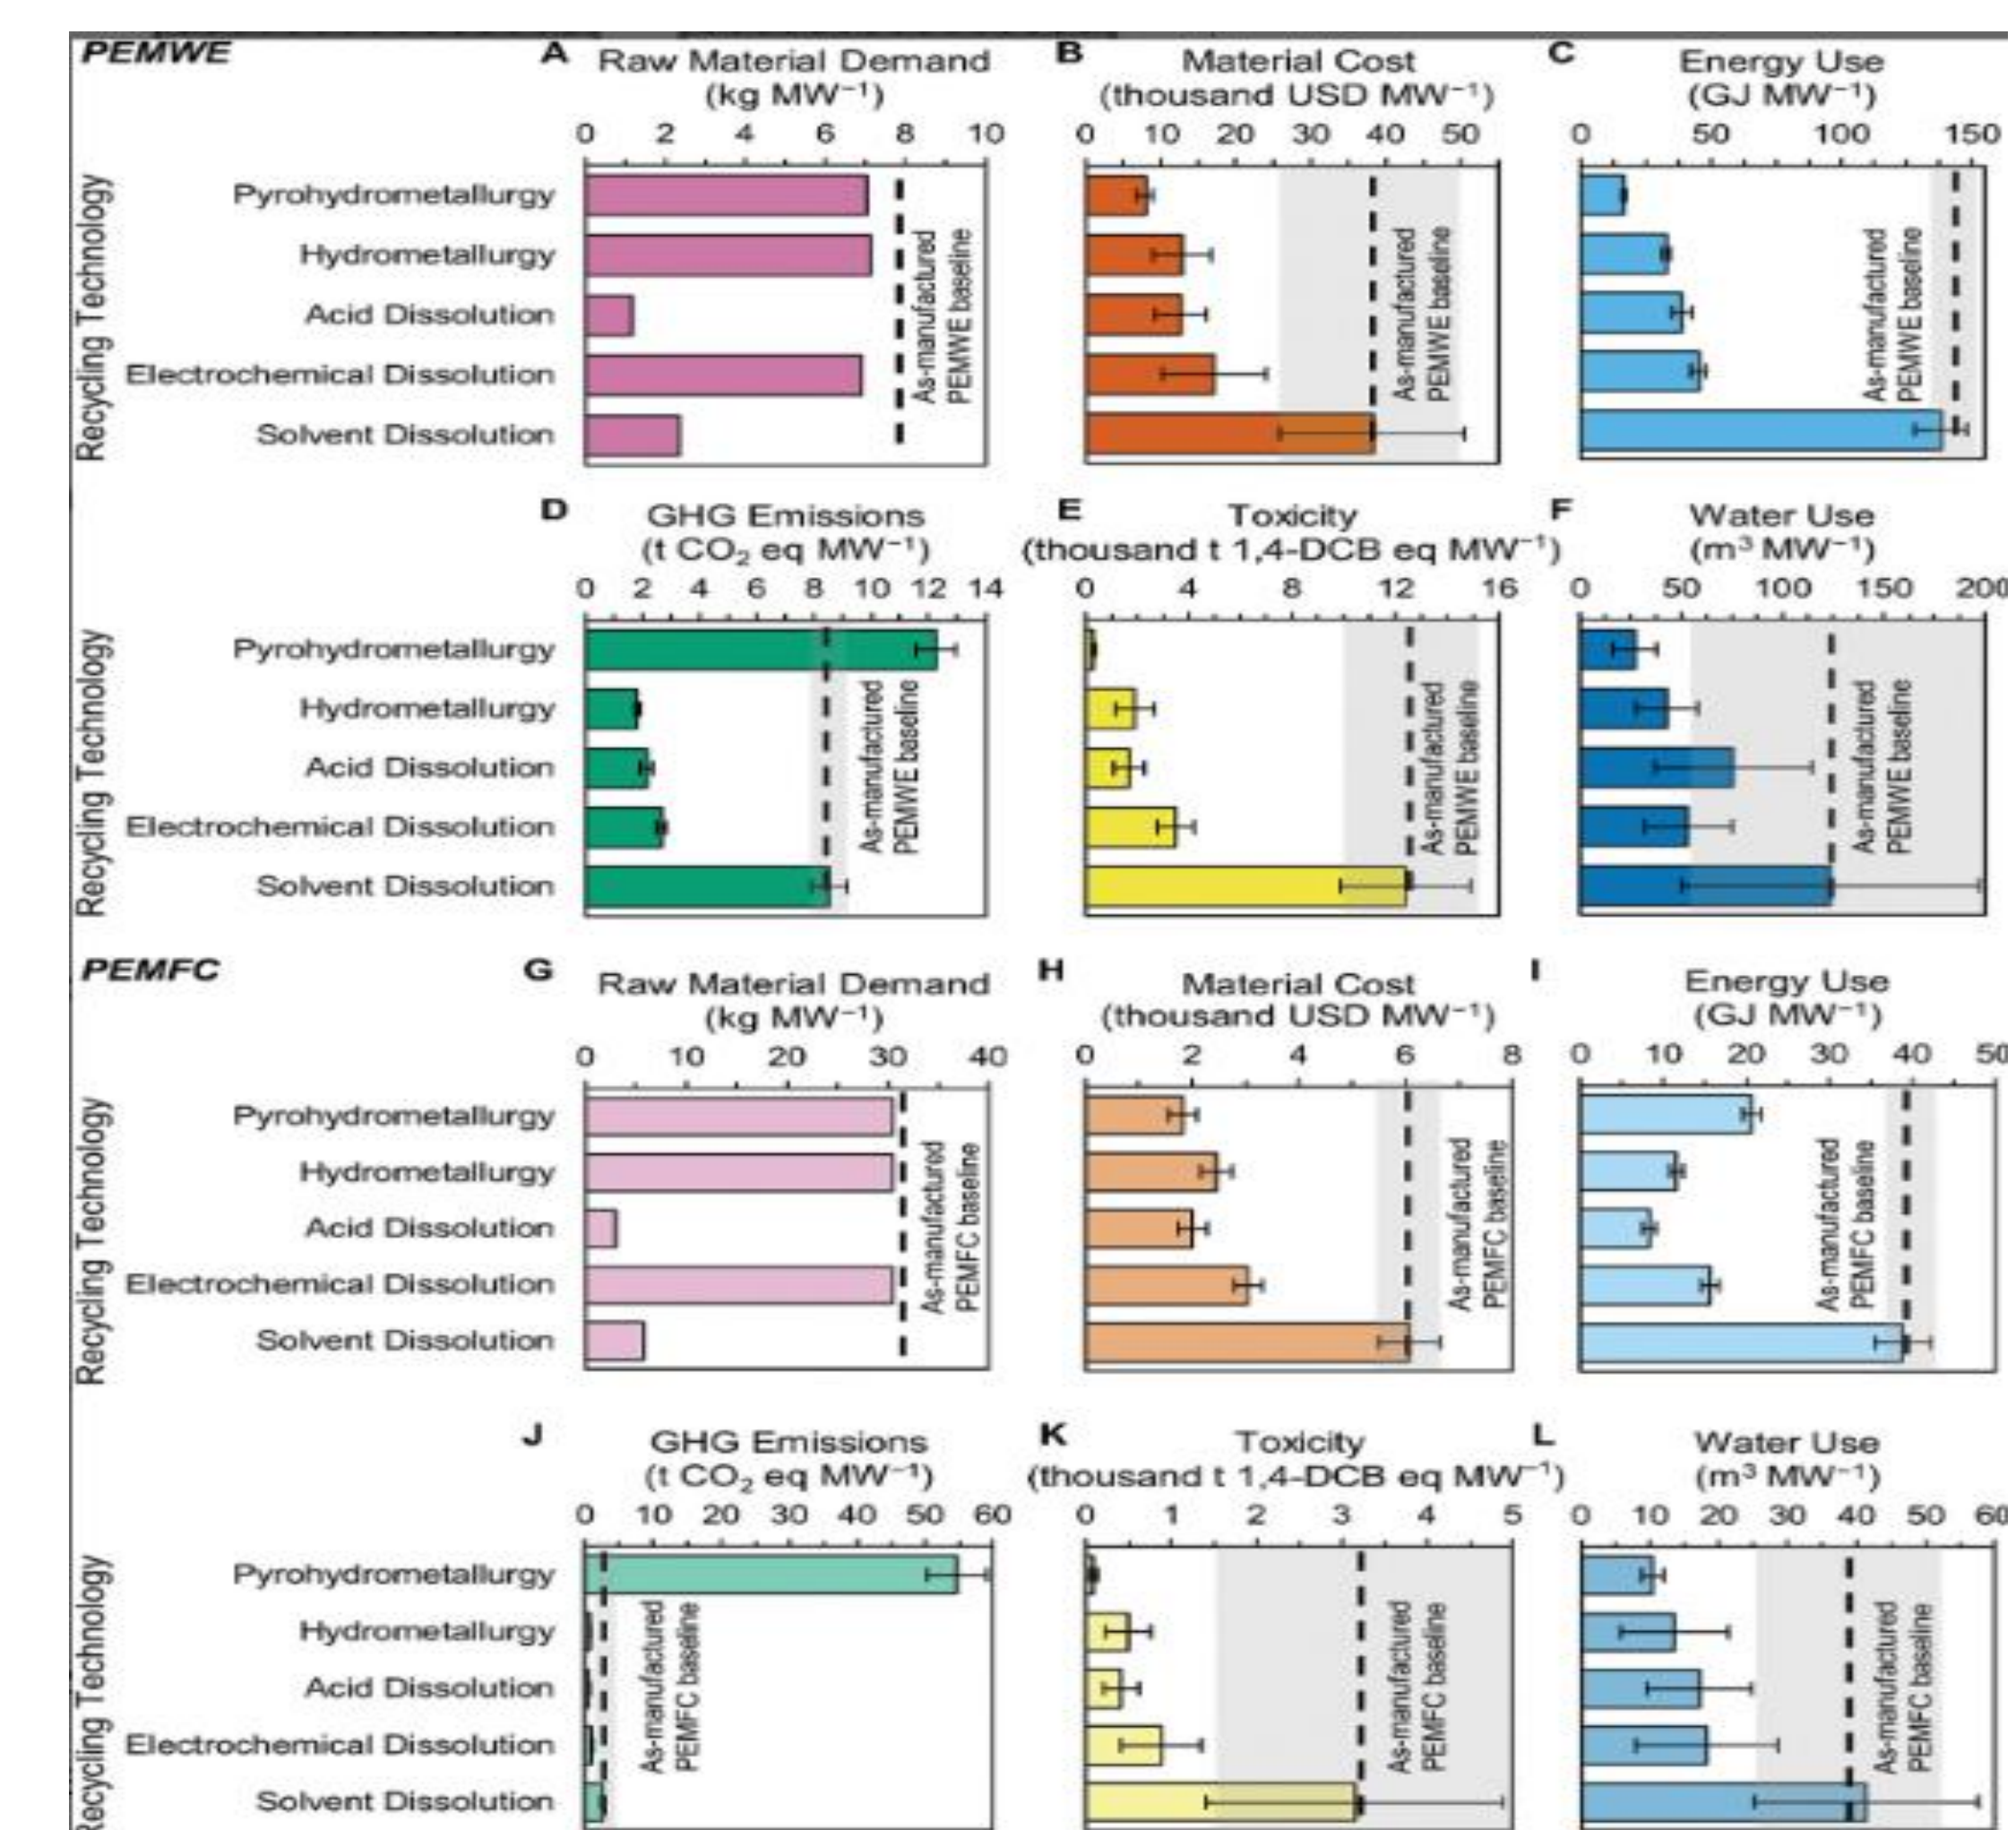 PEMWE
A
Raw Material Demand
(kg MW⁻¹)
0 2 4 6 8 10
B
Material Cost
(thousand USD MW⁻¹)
0 10 20 30 40 50
C
Energy Use
(GJ MW⁻¹)
0 50 100 150
Recycling Technology
Pyrohydrometallurgy
Hydrometallurgy
Acid Dissolution
Electrochemical Dissolution
Solvent Dissolution
As-manufactured
PEMWE baseline
As-manufactured
PEMWE baseline
As-manufactured
PEMWE baseline
D
GHG Emissions
(t CO₂ eq MW⁻¹)
0 2 4 6 8 10 12 14
E
Toxicity
(thousand t 1,4-DCB eq MW⁻¹)
0 4 8 12 16
F
Water Use
(m³ MW⁻¹)
0 50 100 150 200
Recycling Technology
Pyrohydrometallurgy
Hydrometallurgy
Acid Dissolution
Electrochemical Dissolution
Solvent Dissolution
As-manufactured
PEMWE baseline
As-manufactured
PEMWE baseline
As-manufactured
PEMWE baseline
PEMFC
G
Raw Material Demand
(kg MW⁻¹)
0 10 20 30 40
H
Material Cost
(thousand USD MW⁻¹)
0 2 4 6 8
I
Energy Use
(GJ MW⁻¹)
0 10 20 30 40 50
Recycling Technology
Pyrohydrometallurgy
Hydrometallurgy
Acid Dissolution
Electrochemical Dissolution
Solvent Dissolution
As-manufactured
PEMFC baseline
As-manufactured
PEMFC baseline
As-manufactured
PEMFC baseline
J
GHG Emissions
(t CO₂ eq MW⁻¹)
0 10 20 30 40 50 60
K
Toxicity
(thousand t 1,4-DCB eq MW⁻¹)
0 1 2 3 4 5
L
Water Use
(m³ MW⁻¹)
0 10 20 30 40 50 60
Recycling Technology
Pyrohydrometallurgy
Hydrometallurgy
Acid Dissolution
Electrochemical Dissolution
Solvent Dissolution
As-manufactured
PEMFC baseline
As-manufactured
PEMFC baseline
As-manufactured
PEMFC baseline